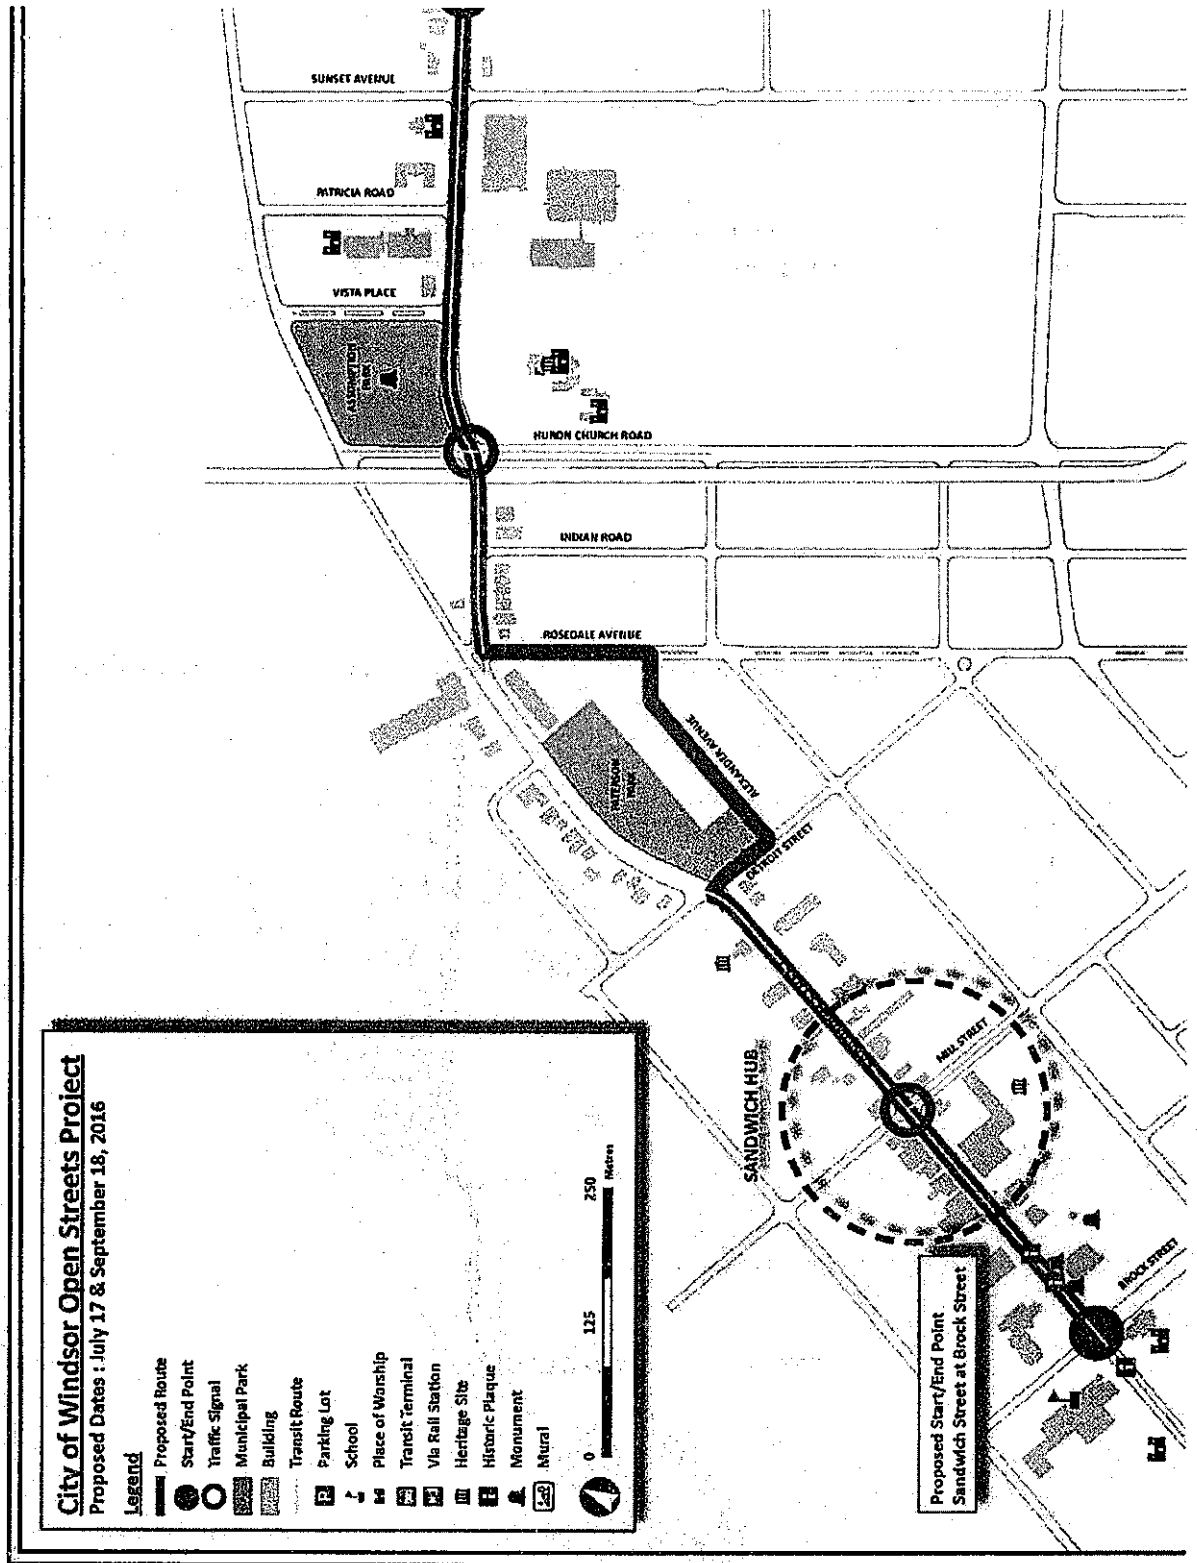 City of Windsor Open Streets Project
Proposed Dates : July 17 & September 18, 2016
Legend
Proposed Route
Start/End Point
Traffic Signal
Municipal Park
Building
Transit Route
Parking Lot
School
Place of Worship
Transit Terminal
Via Rail Station
Heritage Site
Historic Plaque
Monument
Mural
0 125 250
Metres
Proposed Start/End Point
Sandwich Street at Brock Street
SANDWICH HUB
BROCK STREET
MILL STREET
DETROIT STREET
ALEXANDER AVENUE
PATERSON
PARK
ROSEDALE AVENUE
INDIAN ROAD
HURON CHURCH ROAD
ASSUMPTION
PARK
VISTA PLACE
PATRICIA ROAD
SUNSET AVENUE